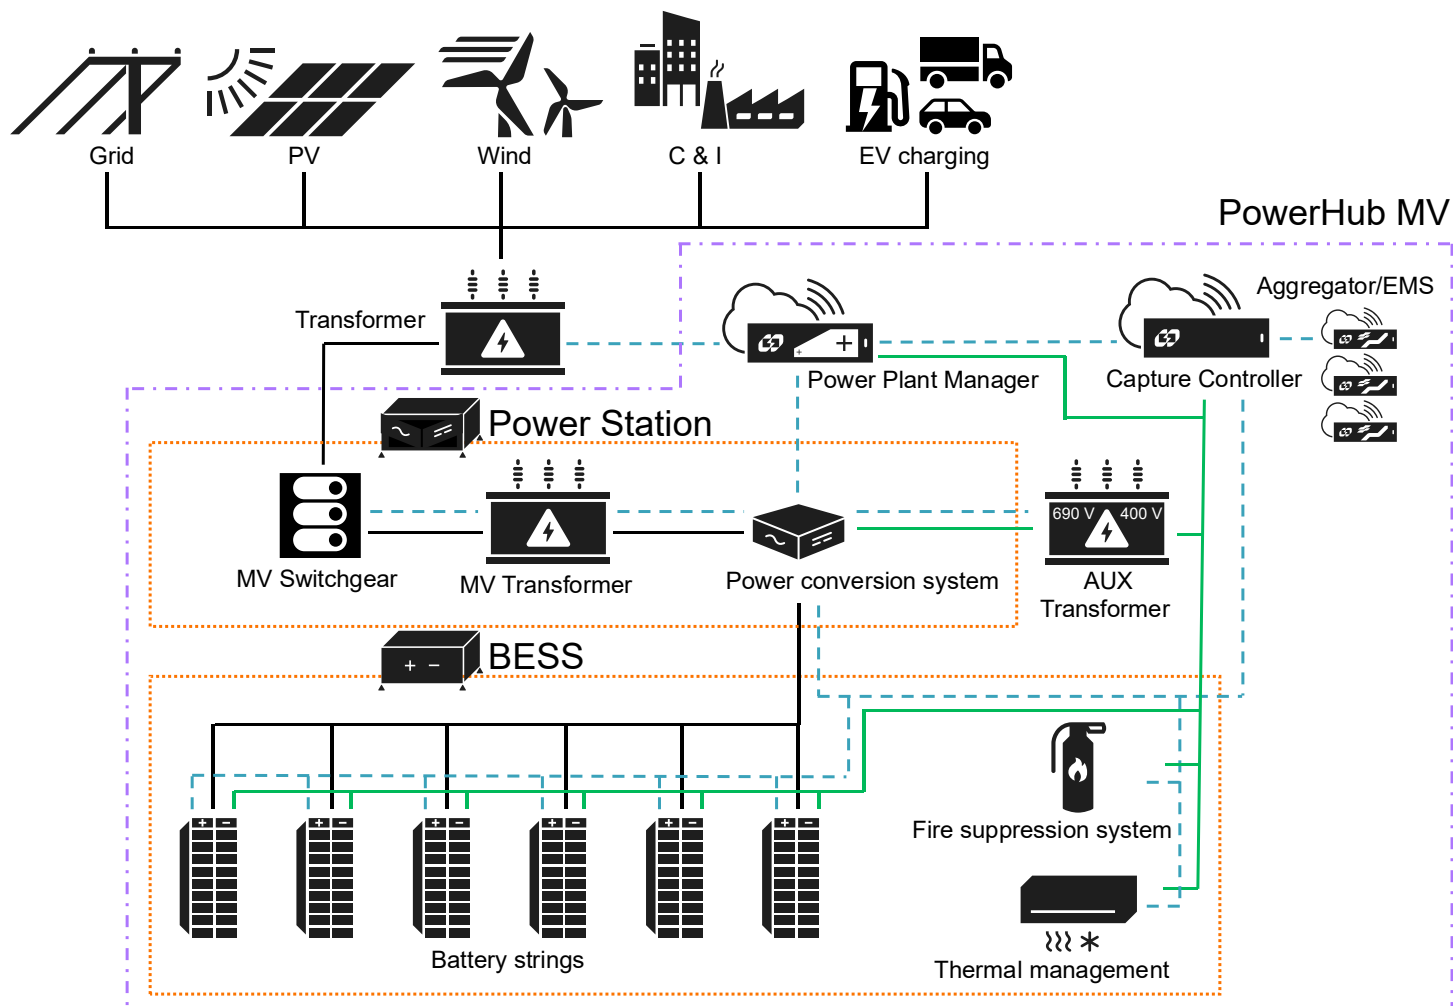 Grid
PV
Wind
C & I
EV charging
PowerHub MV
Transformer
Aggregator/EMS
Power Plant Manager
Capture Controller
Power Station
690 V
400 V
MV Switchgear
MV Transformer
Power conversion system
AUX
Transformer
BESS
Fire suppression system
Battery strings
Thermal management